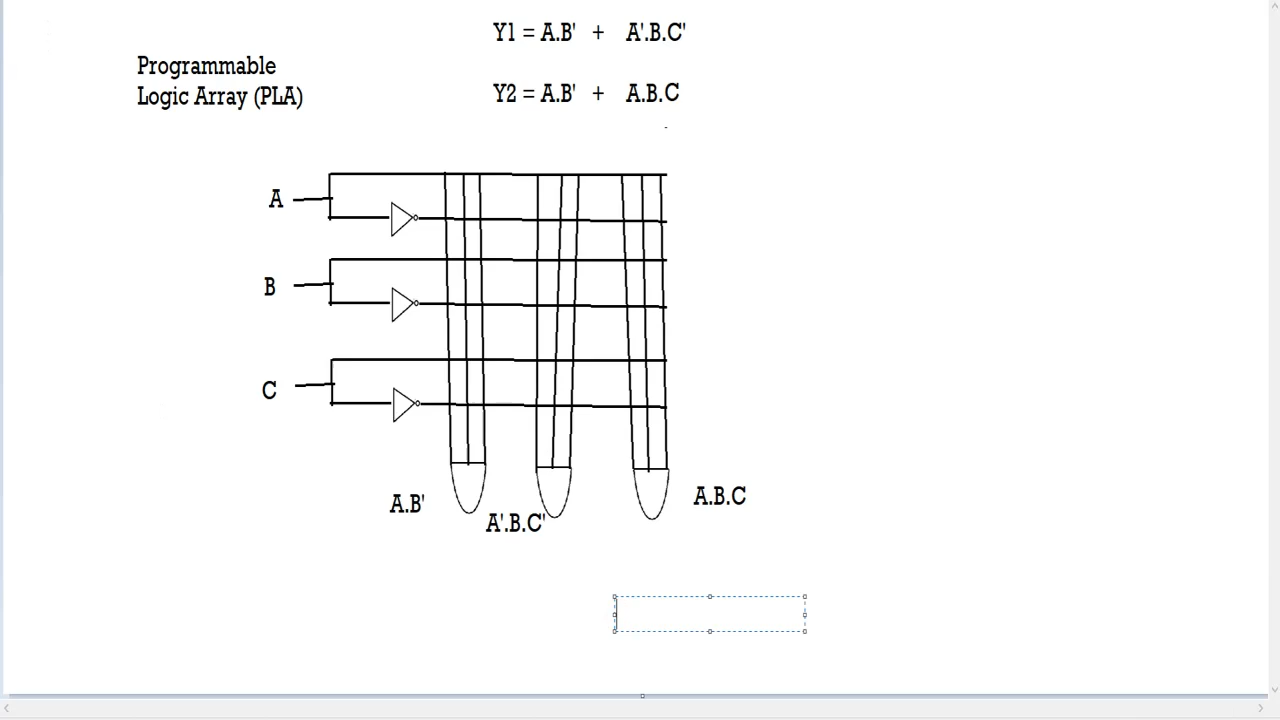 Y1 = A.B' + A'.B.C'
Programmable
Logic Array (PLA)
Y2 = A.B' + A.B.C
A
B
C
A.B'
A'.B.C'
A.B.C